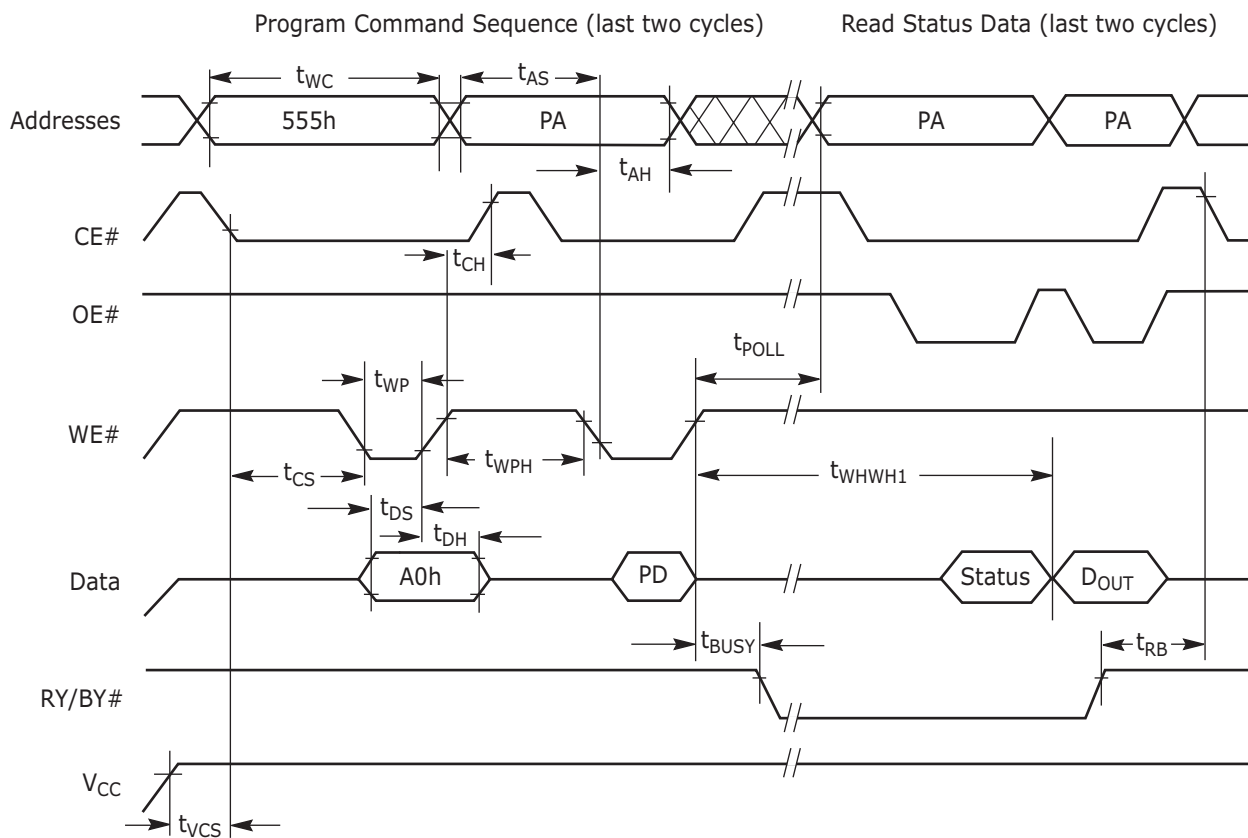 Program Command Sequence (last two cycles)
Read Status Data (last two cycles)
tWC
tAS
Addresses
555h
PA
PA
PA
tAH
CE#
tCH
OE#
tPOLL
tWP
WE#
tWPH
tCS
tWHWH1
tDS
tDH
Data
A0h
PD
Status
DOUT
tBUSY
tRB
RY/BY#
VCC
tVCS